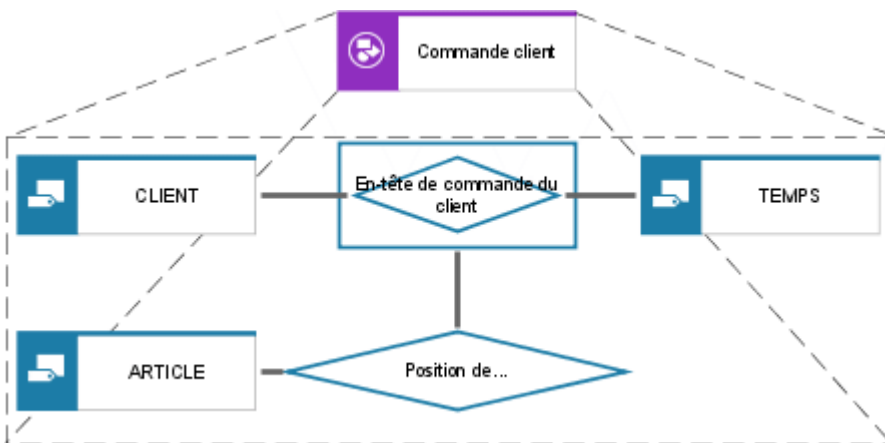 Commande client
CLIENT
En-tête de commande du
client
TEMPS
ARTICLE
Position de...